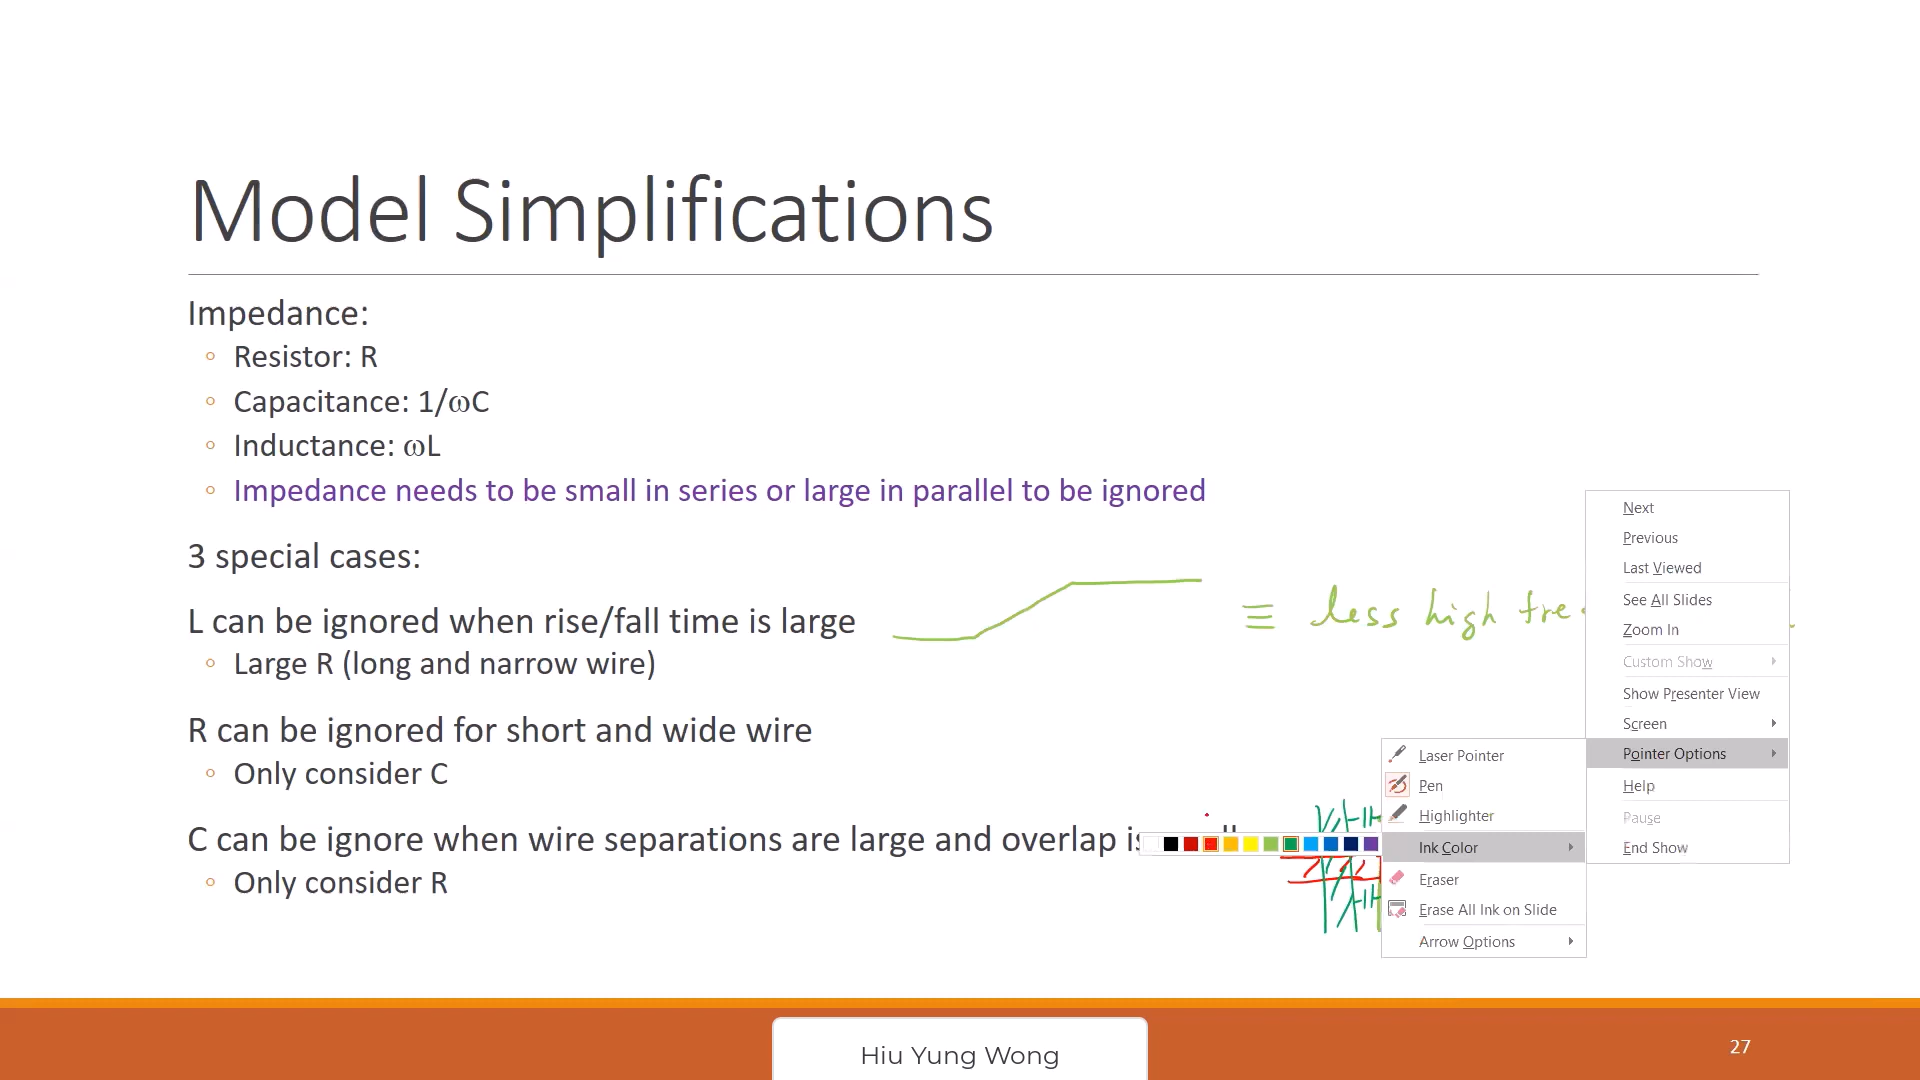 Model Simplifications
Impedance:
◦ Resistor: R
◦ Capacitance: 1/ωC
◦ Inductance: ωL
◦ Impedance needs to be small in series or large in parallel to be ignored
3 special cases:
L can be ignored when rise/fall time is large
≡ less high fre
◦ Large R (long and narrow wire)
R can be ignored for short and wide wire
◦ Only consider C
C can be ignore when wire separations are large and overlap
◦ Only consider R
Next
Previous
Last Viewed
See All Slides
Zoom In
Custom Show
Show Presenter View
Screen
Pointer Options
Help
Pause
End Show
Laser Pointer
Pen
Highlighter
Ink Color
Eraser
Erase All Ink on Slide
Arrow Options
Hiu Yung Wong
27